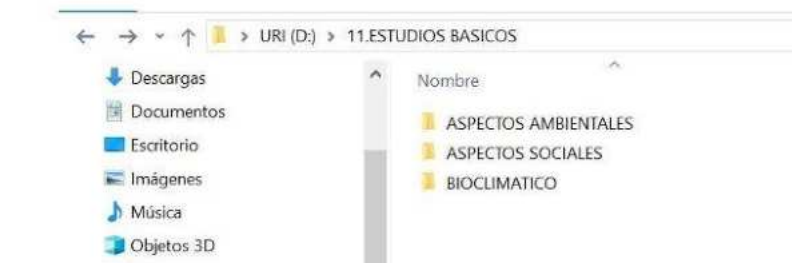 URI (D:) > 11.ESTUDIOS BASICOS
Descargas
Documentos
Escritorio
Imágenes
Música
Objetos 3D
Nombre
ASPECTOS AMBIENTALES
ASPECTOS SOCIALES
BIOCLIMATICO